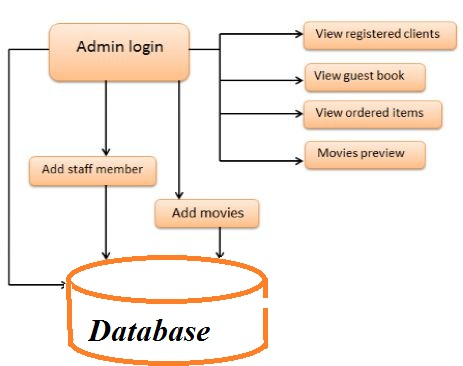 Admin login
View registered clients
View guest book
View ordered items
Movies preview
Add staff member
Add movies
Database